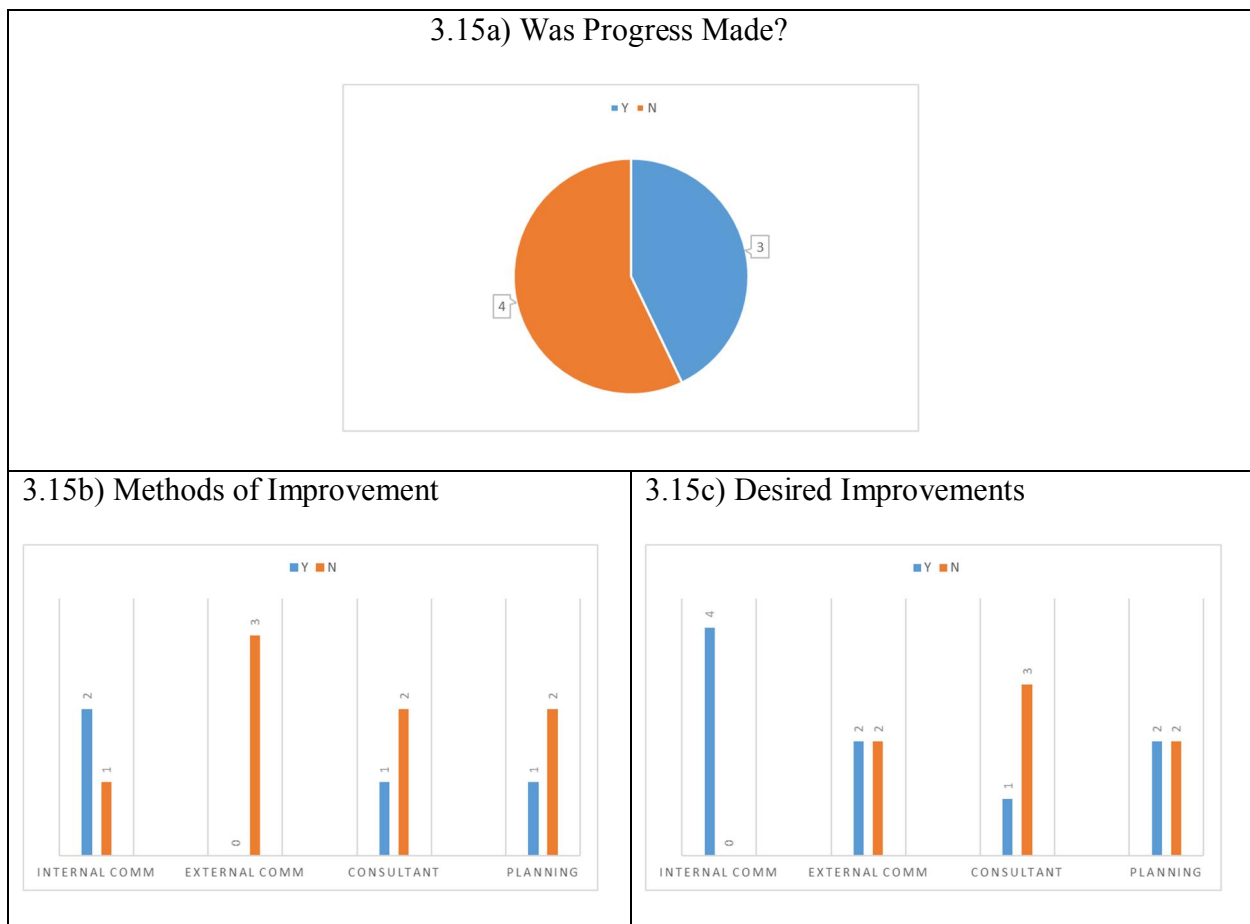 3.15a) Was Progress Made?
Y N
3
4
3.15b) Methods of Improvement
Y N
2
1
0
3
1
2
1
2
INTERNAL COMM EXTERNAL COMM CONSULTANT PLANNING
3.15c) Desired Improvements
Y N
4
0
2
2
1
3
2
2
INTERNAL COMM EXTERNAL COMM CONSULTANT PLANNING